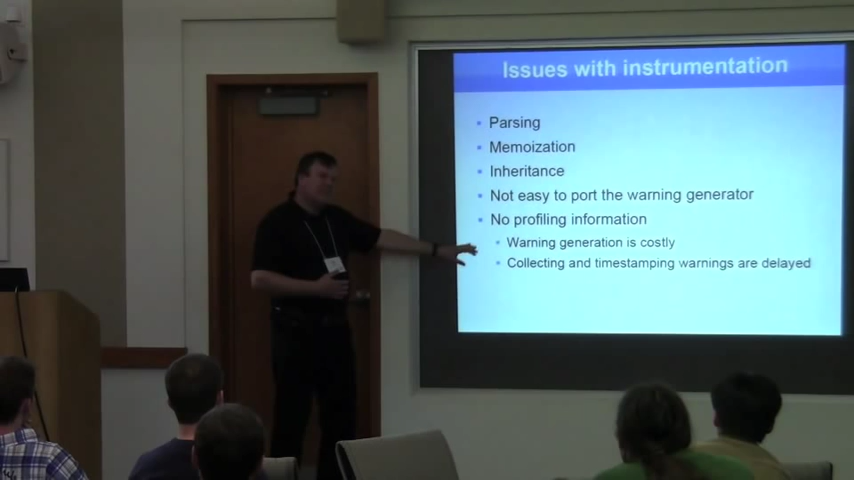 Issues with instrumentation
Parsing
Memoization
Inheritance
Not easy to port the warning generator
No profiling information
Warning generation is costly
Collecting and timestamping warnings are delayed